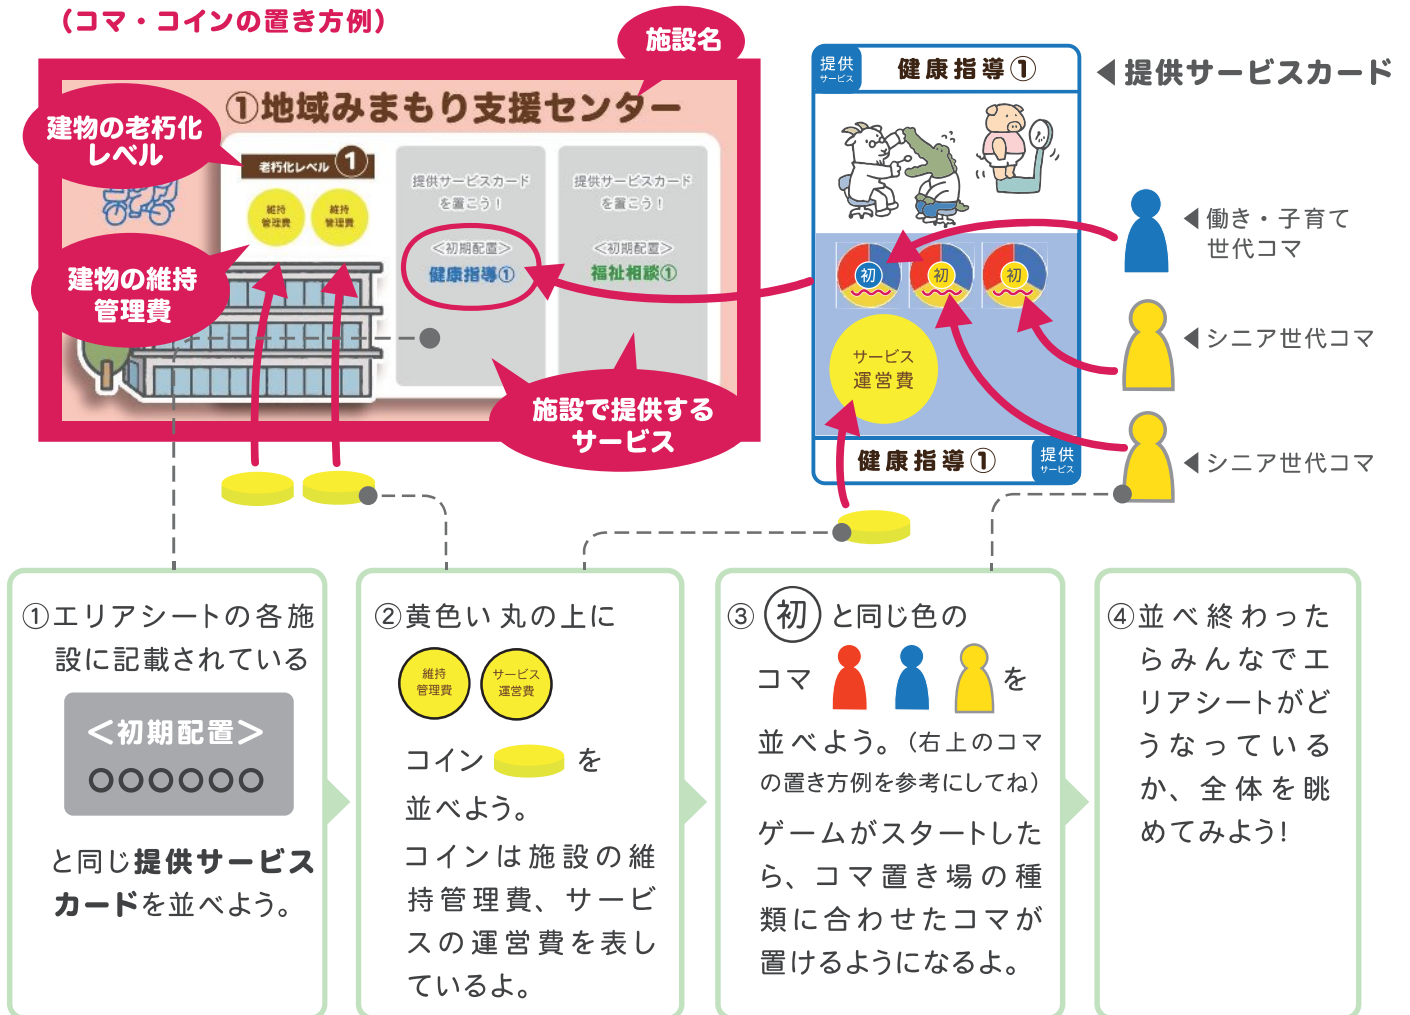 （コマ・コインの置き方例）
施設名
①地域みまもり支援センター
建物の老朽化
レベル
老朽化レベル 1
維持
管理費
維持
管理費
建物の維持
管理費
提供サービスカード
を置こう！
＜初期配置＞
健康指導①
提供サービスカード
を置こう！
＜初期配置＞
福祉相談①
施設で提供する
サービス
提供
サービス
健康指導①
初
初
初
サービス
運営費
健康指導①
提供
サービス
◀提供サービスカード
◀働き・子育て
世代コマ
◀シニア世代コマ
◀シニア世代コマ
①エリアシートの各施
設に記載されている
＜初期配置＞
○○○○○○
と同じ提供サービス
カードを並べよう。
②黄色い丸の上に
維持
管理費
サービス
運営費
コイン を
並べよう。
コインは施設の維
持管理費、サービ
スの運営費を表し
ているよ。
③ 初 と同じ色の
コマ を
並べよう。（右上のコマ
の置き方例を参考にしてね）
ゲームがスタートした
ら、コマ置き場の種
類に合わせたコマが
置けるようになるよ。
④並べ終わった
らみんなでエ
リアシートがど
うなっている
か、全体を眺
めてみよう!